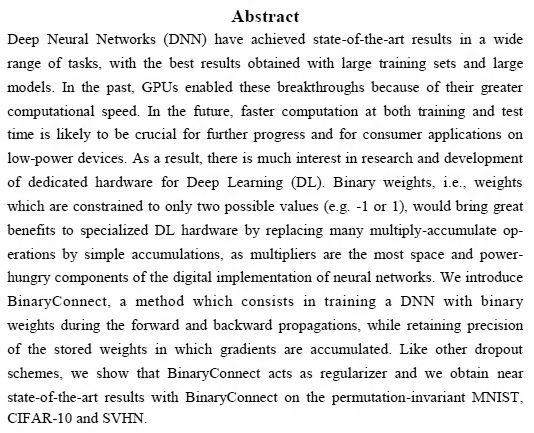 Abstract
Deep Neural Networks (DNN) have achieved state-of-the-art results in a wide
range of tasks, with the best results obtained with large training sets and large
models. In the past, GPUs enabled these breakthroughs because of their greater
computational speed. In the future, faster computation at both training and test
time is likely to be crucial for further progress and for consumer applications on
low-power devices. As a result, there is much interest in research and development
of dedicated hardware for Deep Learning (DL). Binary weights, i.e., weights
which are constrained to only two possible values (e.g. -1 or 1), would bring great
benefits to specialized DL hardware by replacing many multiply-accumulate op-
erations by simple accumulations, as multipliers are the most space and power-
hungry components of the digital implementation of neural networks. We introduce
BinaryConnect, a method which consists in training a DNN with binary
weights during the forward and backward propagations, while retaining precision
of the stored weights in which gradients are accumulated. Like other dropout
schemes, we show that BinaryConnect acts as regularizer and we obtain near
state-of-the-art results with BinaryConnect on the permutation-invariant MNIST,
CIFAR-10 and SVHN.